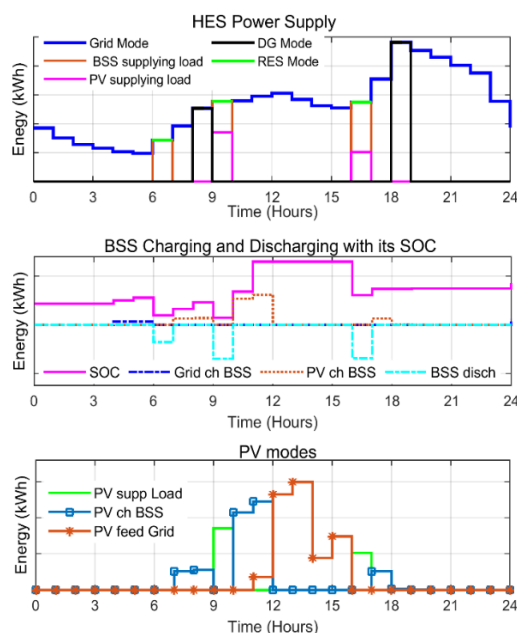 HES Power Supply
Energy (kWh)
Grid Mode
DG Mode
BSS supplying load
RES Mode
PV supplying load
0 3 6 9 12 15 18 21 24
Time (Hours)
BSS Charging and Discharging with its SOC
Energy (kWh)
SOC Grid ch BSS PV ch BSS BSS disch
0 3 6 9 12 15 18 21 24
Time (Hours)
PV modes
Energy (kWh)
PV supp Load
PV ch BSS
PV feed Grid
0 3 6 9 12 15 18 21 24
Time (Hours)